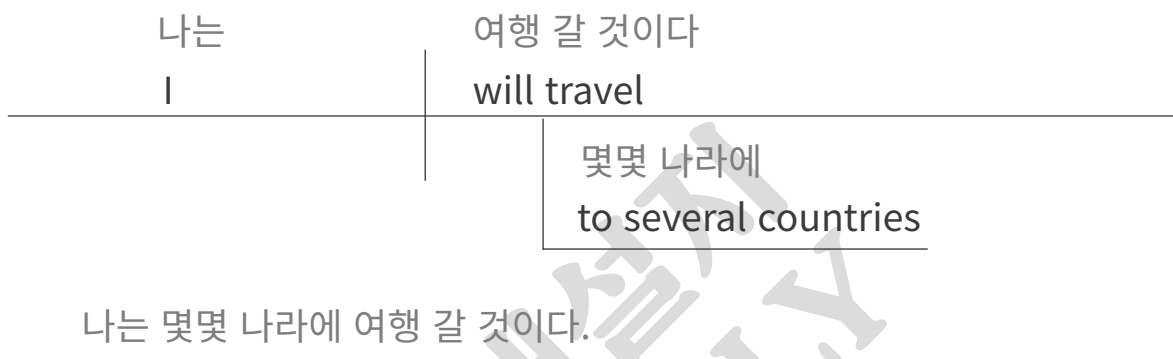 나는 여행 갈 것이다
I will travel
몇몇 나라에
to several countries
나는 몇몇 나라에 여행 갈 것이다.